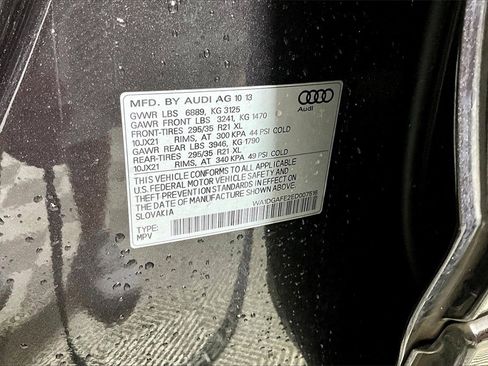 MFD. BY AUDI AG 10 13
GVWR LBS 6889, KG 3125
GAWR FRONT LBS 3241, KG 1470
FRONT-TIRES 295/35 R21 XL
10JX21 RIMS, AT 300 KPA 44 PSI COLD
GAWR REAR LBS 3946, KG 1790
REAR-TIRES 295/35 R21 XL
10JX21 RIMS, AT 340 KPA 49 PSI COLD
THIS VEHICLE CONFORMS TO ALL APPLICABLE
U.S. FEDERAL MOTOR VEHICLE SAFETY AND
THEFT PREVENTION STANDARDS IN EFFECT ON
THE DATE OF MANUFACTURE SHOWN ABOVE.
SLOVAKIA
WA1DGAFE2ED007516
TYPE:
MPV
Audi